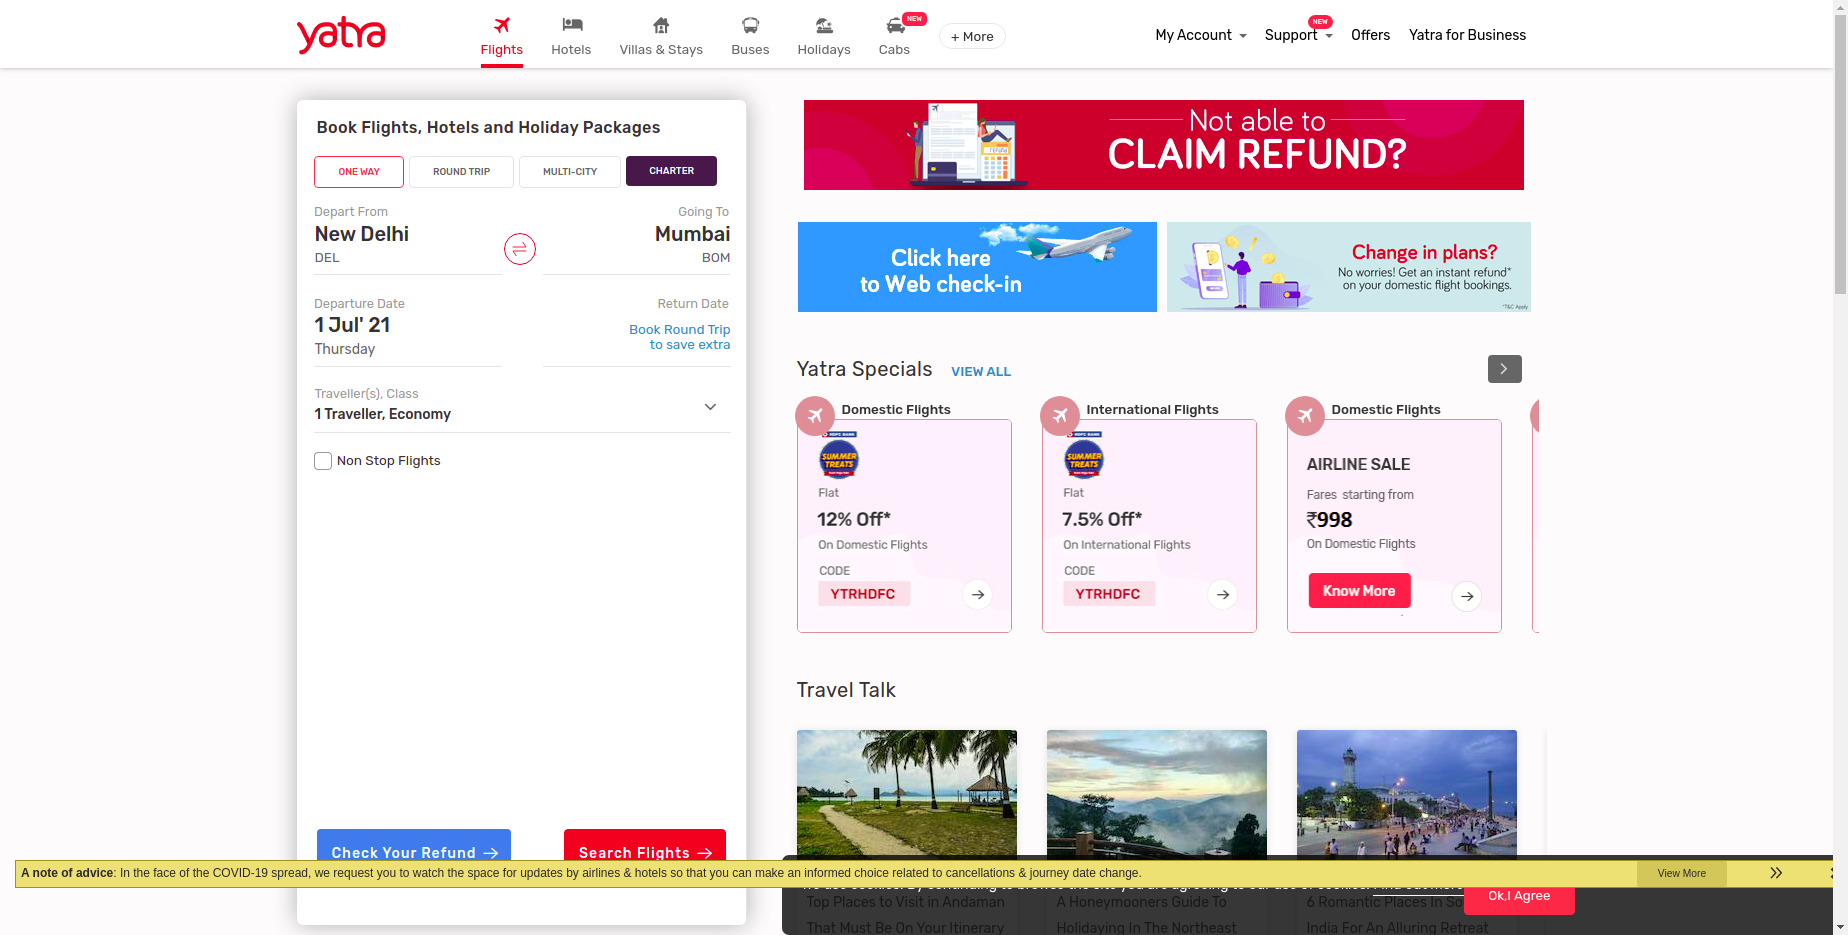 yatra
Flights
Hotels
Villas & Stays
Buses
Holidays
NEW
Cabs
+ More
My Account
NEW
Support
Offers
Yatra for Business
Book Flights, Hotels and Holiday Packages
ONE WAY
ROUND TRIP
MULTI-CITY
CHARTER
Depart From
New Delhi
DEL
Going To
Mumbai
BOM
Departure Date
1 Jul' 21
Thursday
Return Date
Book Round Trip
to save extra
Traveller(s), Class
1 Traveller, Economy
Non Stop Flights
Check Your Refund
Search Flights
Not able to
CLAIM REFUND?
refund
Click here
to Web check-in
Change in plans?
No worries! Get an instant refund*
on your domestic flight bookings.
*T&C Apply
Yatra Specials
VIEW ALL
Domestic Flights
HDFC BANK
SUMMER
TREATS
Flat
12% Off*
On Domestic Flights
CODE
YTRHDFC
International Flights
HDFC BANK
SUMMER
TREATS
Flat
7.5% Off*
On International Flights
CODE
YTRHDFC
Domestic Flights
AIRLINE SALE
Fares starting from
₹998
On Domestic Flights
Know More
Travel Talk
A note of advice: In the face of the COVID-19 spread, we request you to watch the space for updates by airlines & hotels so that you can make an informed choice related to cancellations & journey date change.
View More
Ok,I Agree
Top Places to Visit in Andaman
That Must Be On Your Itinerary
A Honeymooners Guide To
Holidaying In The Northeast
6 Romantic Places In
India For An Alluring Retreat